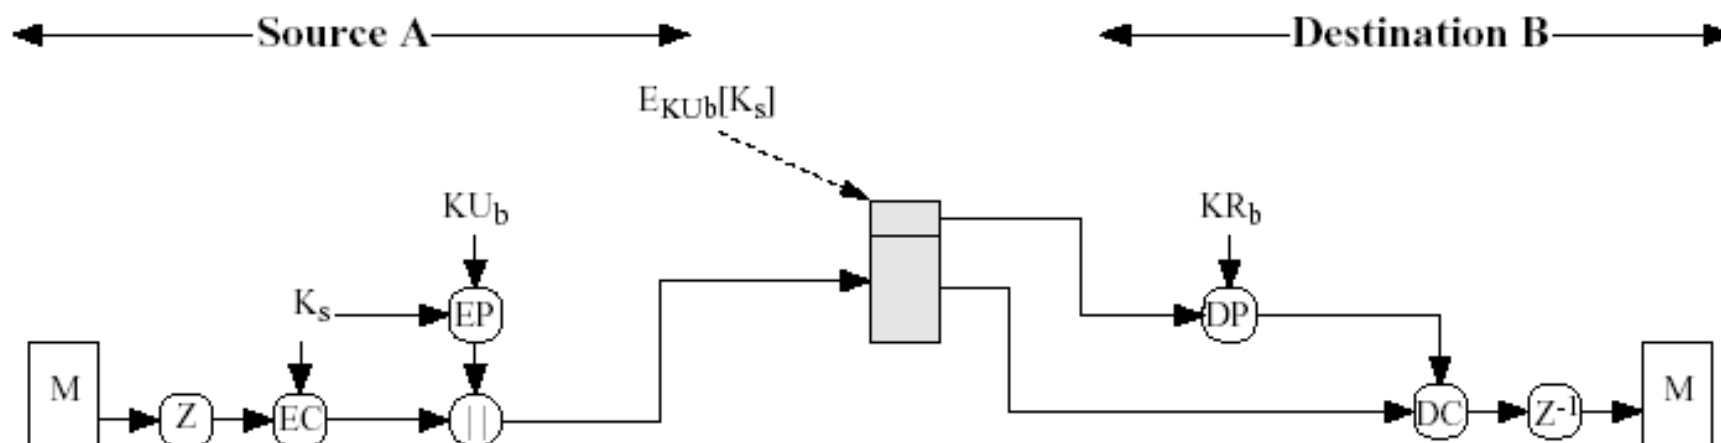 Source A
Destination B
E_KUb[K_s]
KU_b
KR_b
K_s
EP
DP
M
Z
EC
||
DC
Z⁻¹
M